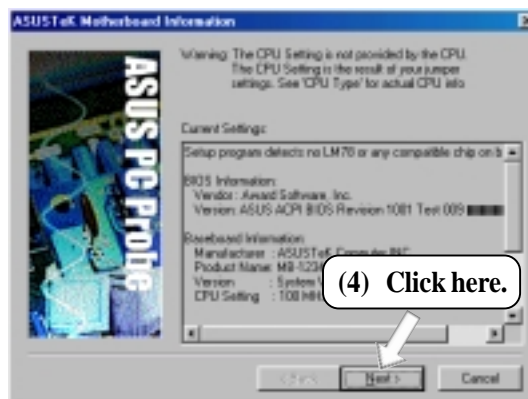 ASUSTeK Motherboard Information
ASUS PC Probe
Warning: The CPU Setting is not provided by the CPU.
The CPU Setting is the result of your jumper
settings. See 'CPU Type' for actual CPU info
Current Settings:
Setup program detects no LM78 or any compatible chip on b
BIOS Information:
Vendor : Award Software, Inc.
Version: ASUS ACPI BIOS Revision 1001 Test 009
Baseboard Information
Manufacturer : ASUSTeK Computer INC.
Product Name: MB-123
Version : System V
CPU Setting : 100 MH
(4) Click here.
< Back
Next >
Cancel